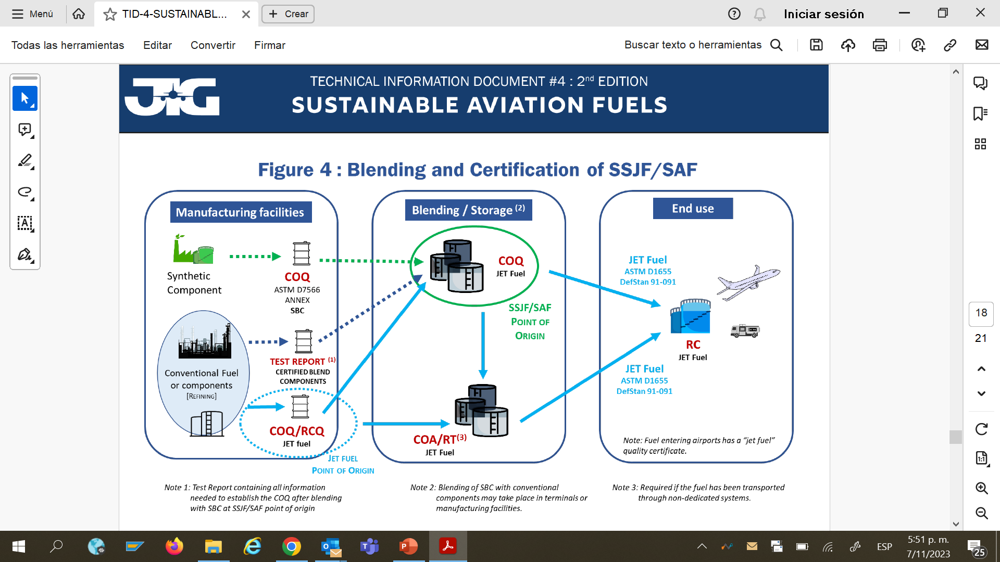 Menú
TID-4-SUSTAINABL...
Crear
Iniciar sesión
Todas las herramientas
Editar
Convertir
Firmar
Buscar texto o herramientas
JIG
TECHNICAL INFORMATION DOCUMENT #4 : 2nd EDITION
SUSTAINABLE AVIATION FUELS
Figure 4 : Blending and Certification of SSJF/SAF
Manufacturing facilities
Synthetic
Component
COQ
ASTM D7566
ANNEX
SBC
Conventional Fuel
or components
[REFINING]
TEST REPORT (1)
CERTIFIED BLEND
COMPONENTS
COQ/RCQ
JET fuel
JET FUEL
POINT OF ORIGIN
Blending / Storage (2)
COQ
JET Fuel
SSJF/SAF
POINT OF
ORIGIN
COA/RT(3)
JET Fuel
End use
JET Fuel
ASTM D1655
DefStan 91-091
RC
JET Fuel
JET Fuel
ASTM D1655
DefStan 91-091
Note: Fuel entering airports has a “jet fuel”
quality certificate.
Note 1: Test Report containing all information
needed to establish the COQ after blending
with SBC at SSJF/SAF point of origin
Note 2: Blending of SBC with conventional
components may take place in terminals or
manufacturing facilities.
Note 3: Required if the fuel has been transported
through non-dedicated systems.
18
21
1:1
ESP
5:51 p. m.
7/11/2023
25